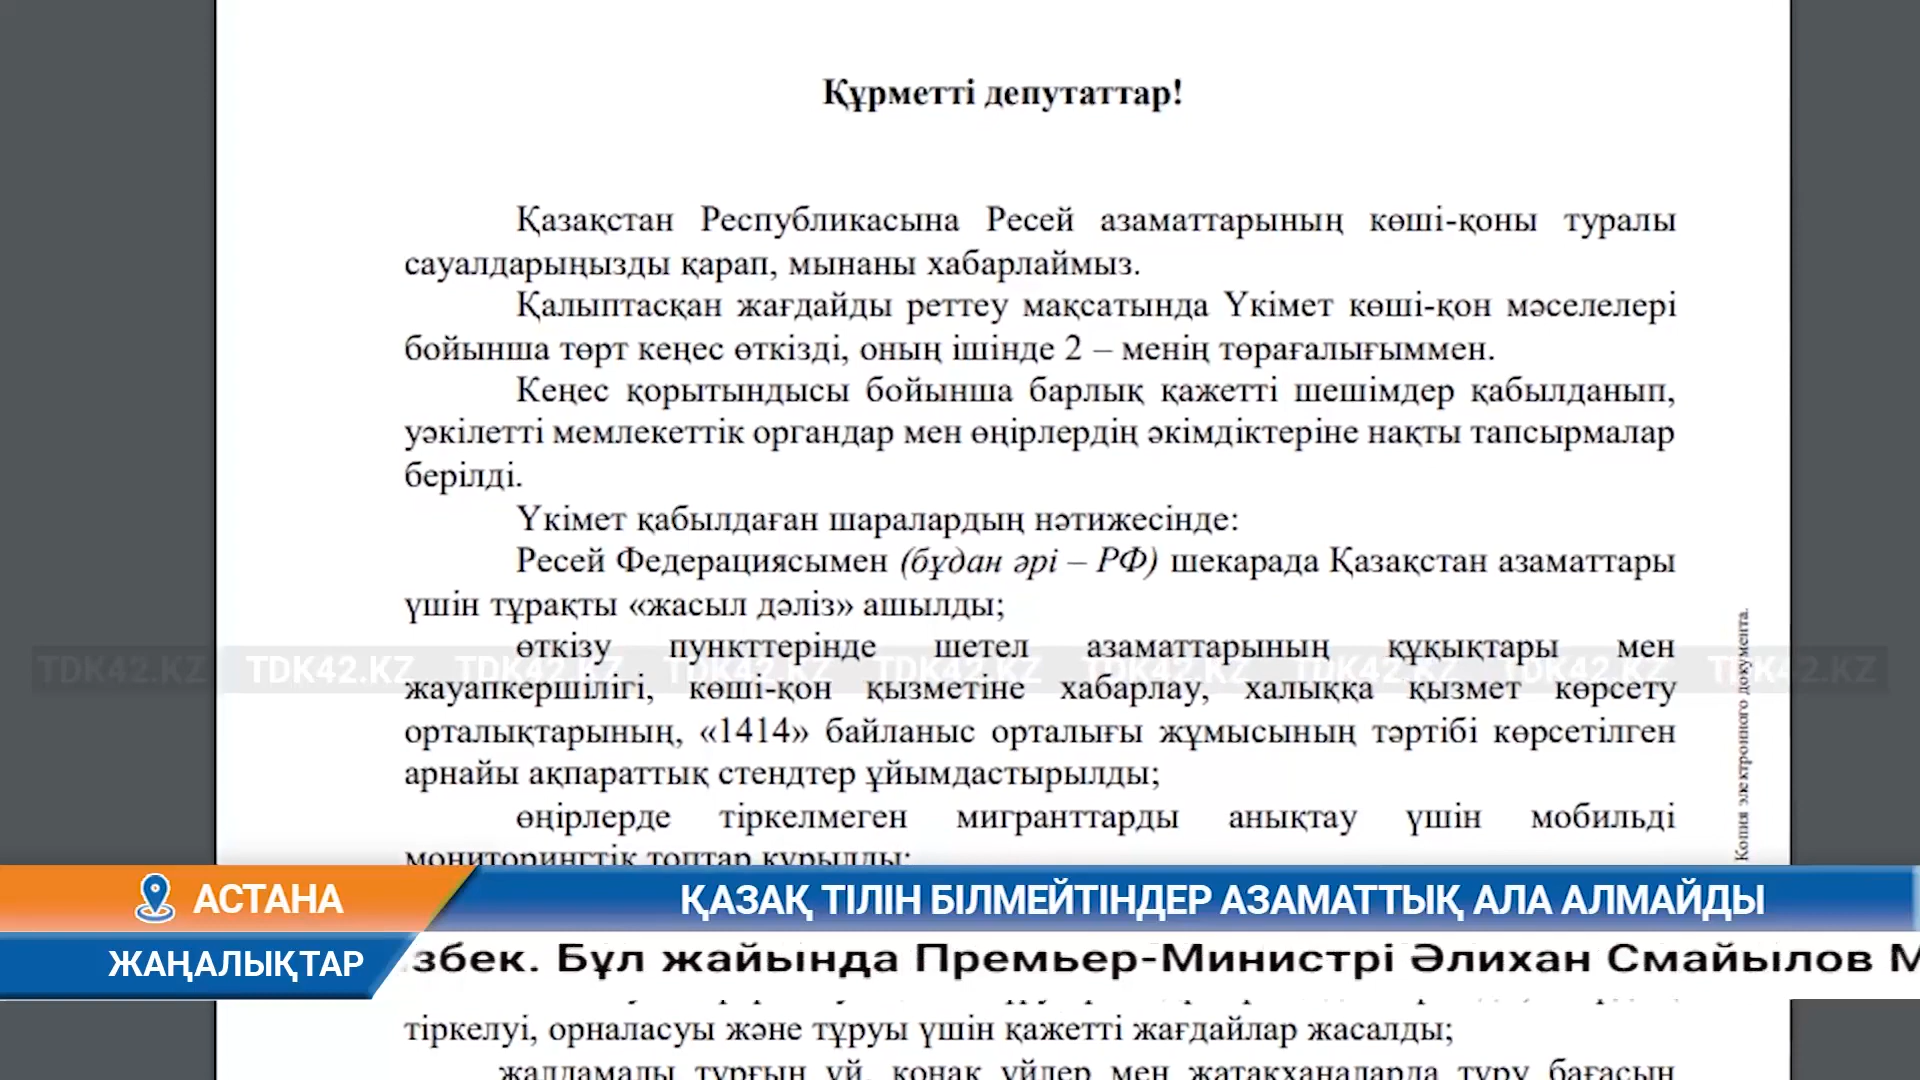 Құрметті депутаттар!
Қазақстан Республикасына Ресей азаматтарының көші-қоны туралы
сауалдарыңызды қарап, мынаны хабарлаймыз.
Қалыптасқан жағдайды реттеу мақсатында Үкімет көші-қон мәселелері
бойынша төрт кеңес өткізді, оның ішінде 2 – менің төрағалығыммен.
Кеңес қорытындысы бойынша барлық қажетті шешімдер қабылданып,
уәкілетті мемлекеттік органдар мен өңірлердің әкімдіктеріне нақты тапсырмалар
берілді.
Үкімет қабылдаған шаралардың нәтижесінде:
Ресей Федерациясымен (бұдан әрі – РФ) шекарада Қазақстан азаматтары
үшін тұрақты «жасыл дәліз» ашылды;
өткізу пункттерінде шетел азаматтарының құқықтары мен
TDK42.KZ TDK42.KZ TDK42.KZ TDK42.KZ TDK42.KZ TDK42.KZ TDK42.KZ TDK42.KZ TDK42.KZ
жауапкершілігі, көші-қон қызметіне хабарлау, халыққа қызмет көрсету
орталықтарының, «1414» байланыс орталығы жұмысының тәртібі көрсетілген
арнайы ақпараттық стендтер ұйымдастырылды;
өңірлерде тіркелмеген мигранттарды анықтау үшін мобильді
мониторингтік топтар құрылды;
Копия электронного документа.
АСТАНА
ҚАЗАҚ ТІЛІН БІЛМЕЙТІНДЕР АЗАМАТТЫҚ АЛА АЛМАЙДЫ
ЖАҢАЛЫҚТАР
збек. Бұл жайында Премьер-Министрі Әлихан Смайылов М
тіркелуі, орналасуы және тұруы үшін қажетті жағдайлар жасалды;
жалдамалы тұрғын үй, қонақ үйлер мен жатақханаларда тұру бағасын